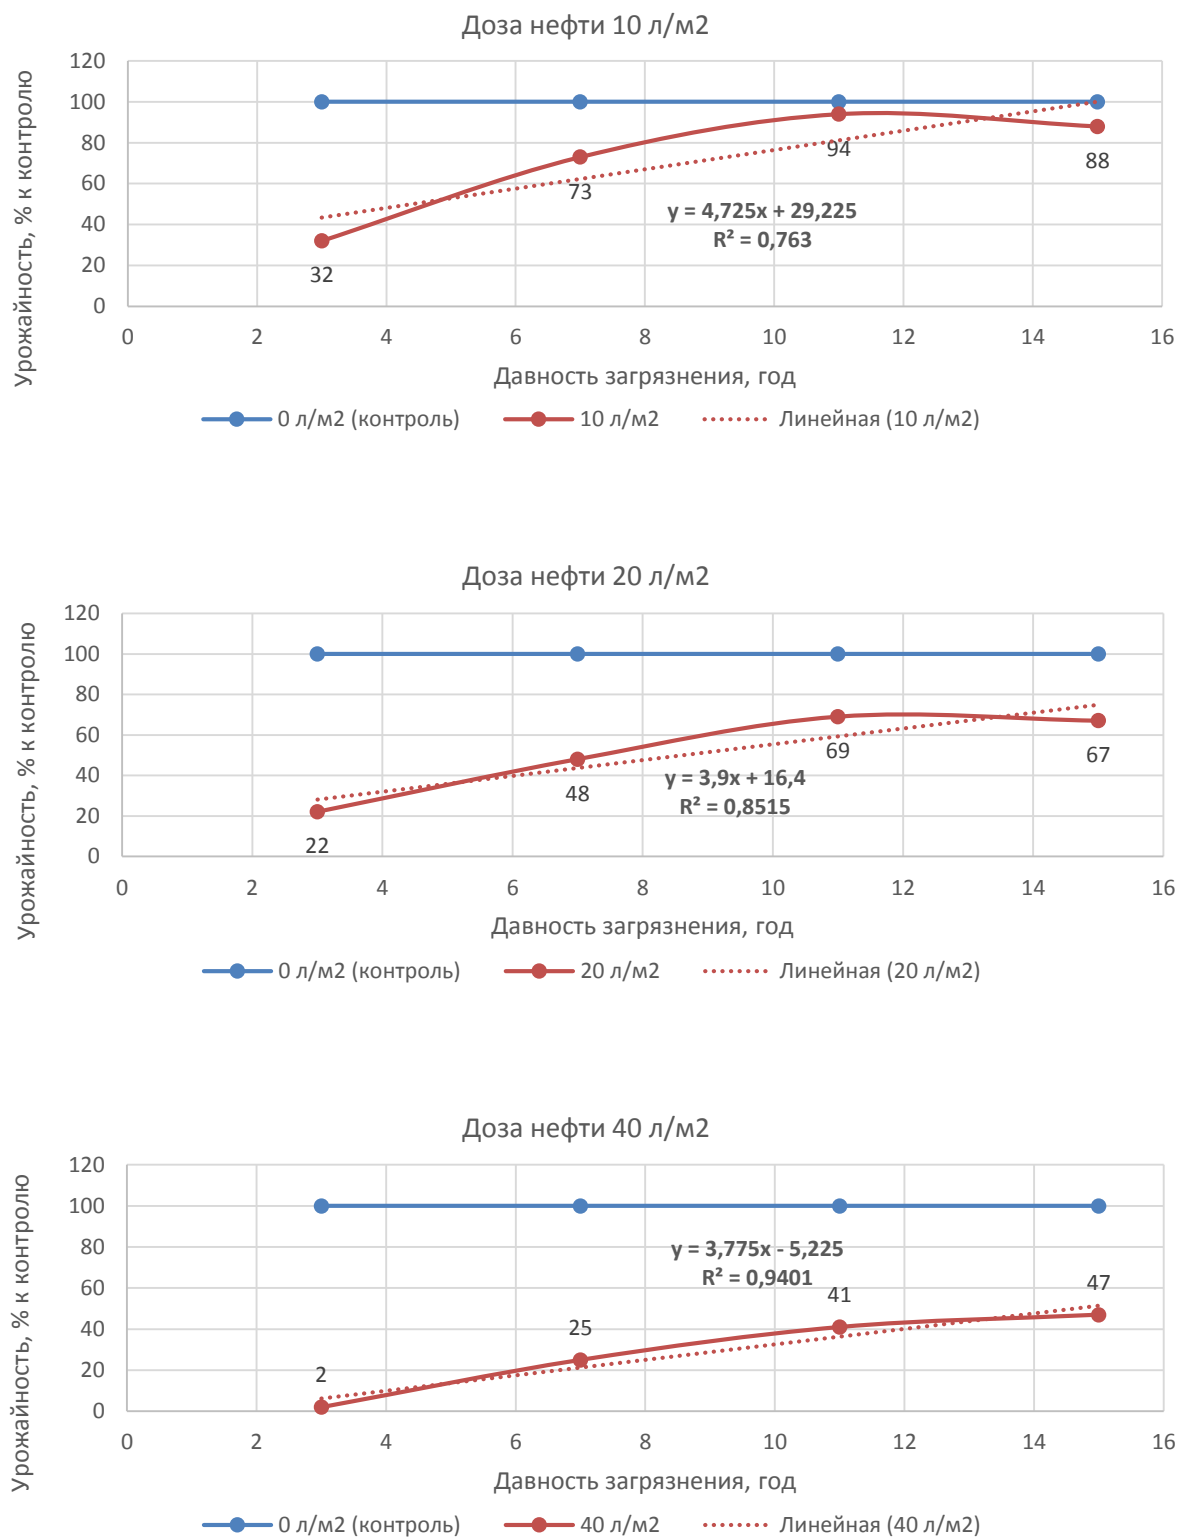 Доза нефти 10 л/м2
Урожайность, % к контролю
120
100
80
60
40
20
0
32
73
94
88
y = 4,725x + 29,225
R² = 0,763
0 2 4 6 8 10 12 14 16
Давность загрязнения, год
0 л/м2 (контроль) 10 л/м2 Линейная (10 л/м2)
Доза нефти 20 л/м2
Урожайность, % к контролю
120
100
80
60
40
20
0
22
48
69
67
y = 3,9x + 16,4
R² = 0,8515
0 2 4 6 8 10 12 14 16
Давность загрязнения, год
0 л/м2 (контроль) 20 л/м2 Линейная (20 л/м2)
Доза нефти 40 л/м2
Урожайность, % к контролю
120
100
80
60
40
20
0
2
25
41
47
y = 3,775x - 5,225
R² = 0,9401
0 2 4 6 8 10 12 14 16
Давность загрязнения, год
0 л/м2 (контроль) 40 л/м2 Линейная (40 л/м2)